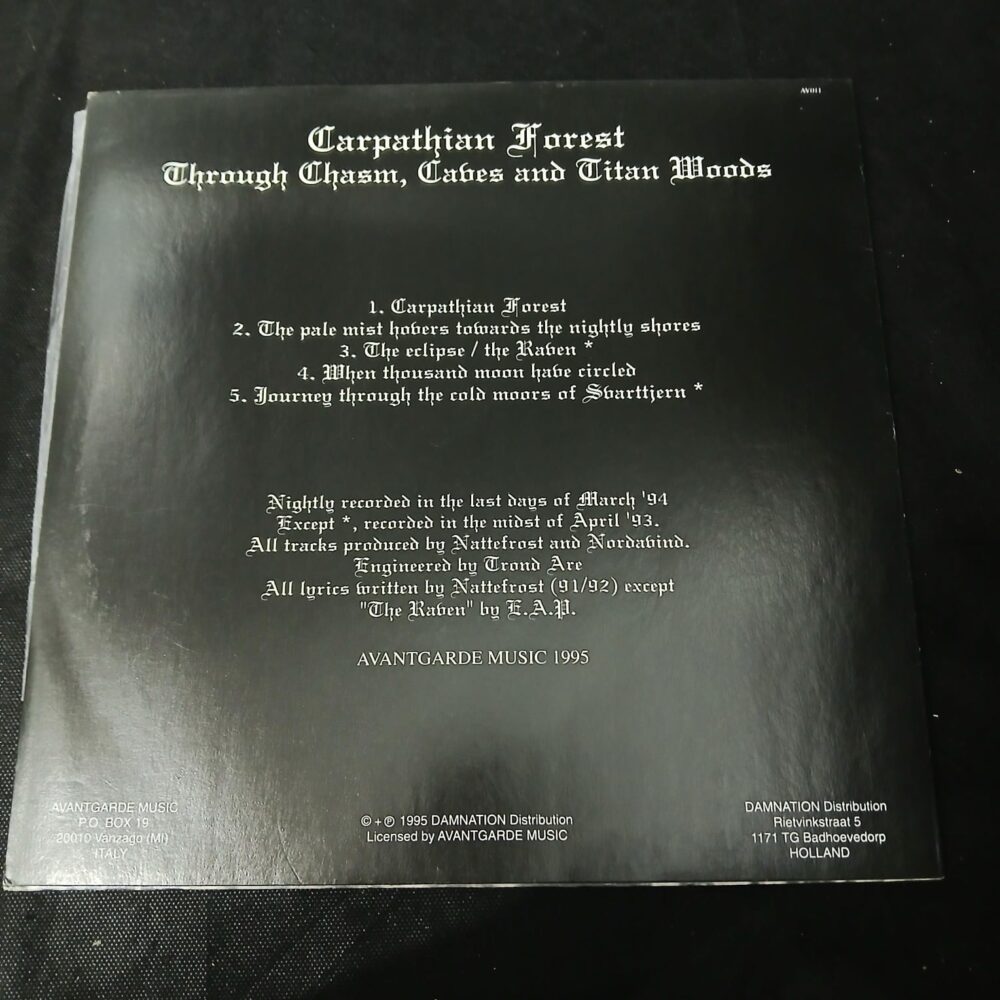 AV011
Carpathian Forest
Through Chasm, Caves and Titan Woods
1. Carpathian Forest
2. The pale mist hovers towards the nightly shores
3. The eclipse / the Raven *
4. When thousand moon have circled
5. Journey through the cold moors of Svarttjern *
Nightly recorded in the last days of March '94
Except *, recorded in the midst of April '93.
All tracks produced by Nattefrost and Nordavind.
Engineered by Trond Are
All lyrics written by Nattefrost (91/92) except
"The Raven" by E.A.P.
AVANTGARDE MUSIC 1995
AVANTGARDE MUSIC
P.O. BOX 19
20010 Vanzago (MI)
ITALY
© + ℗ 1995 DAMNATION Distribution
Licensed by AVANTGARDE MUSIC
DAMNATION Distribution
Rietvinkstraat 5
1171 TG Badhoevedorp
HOLLAND